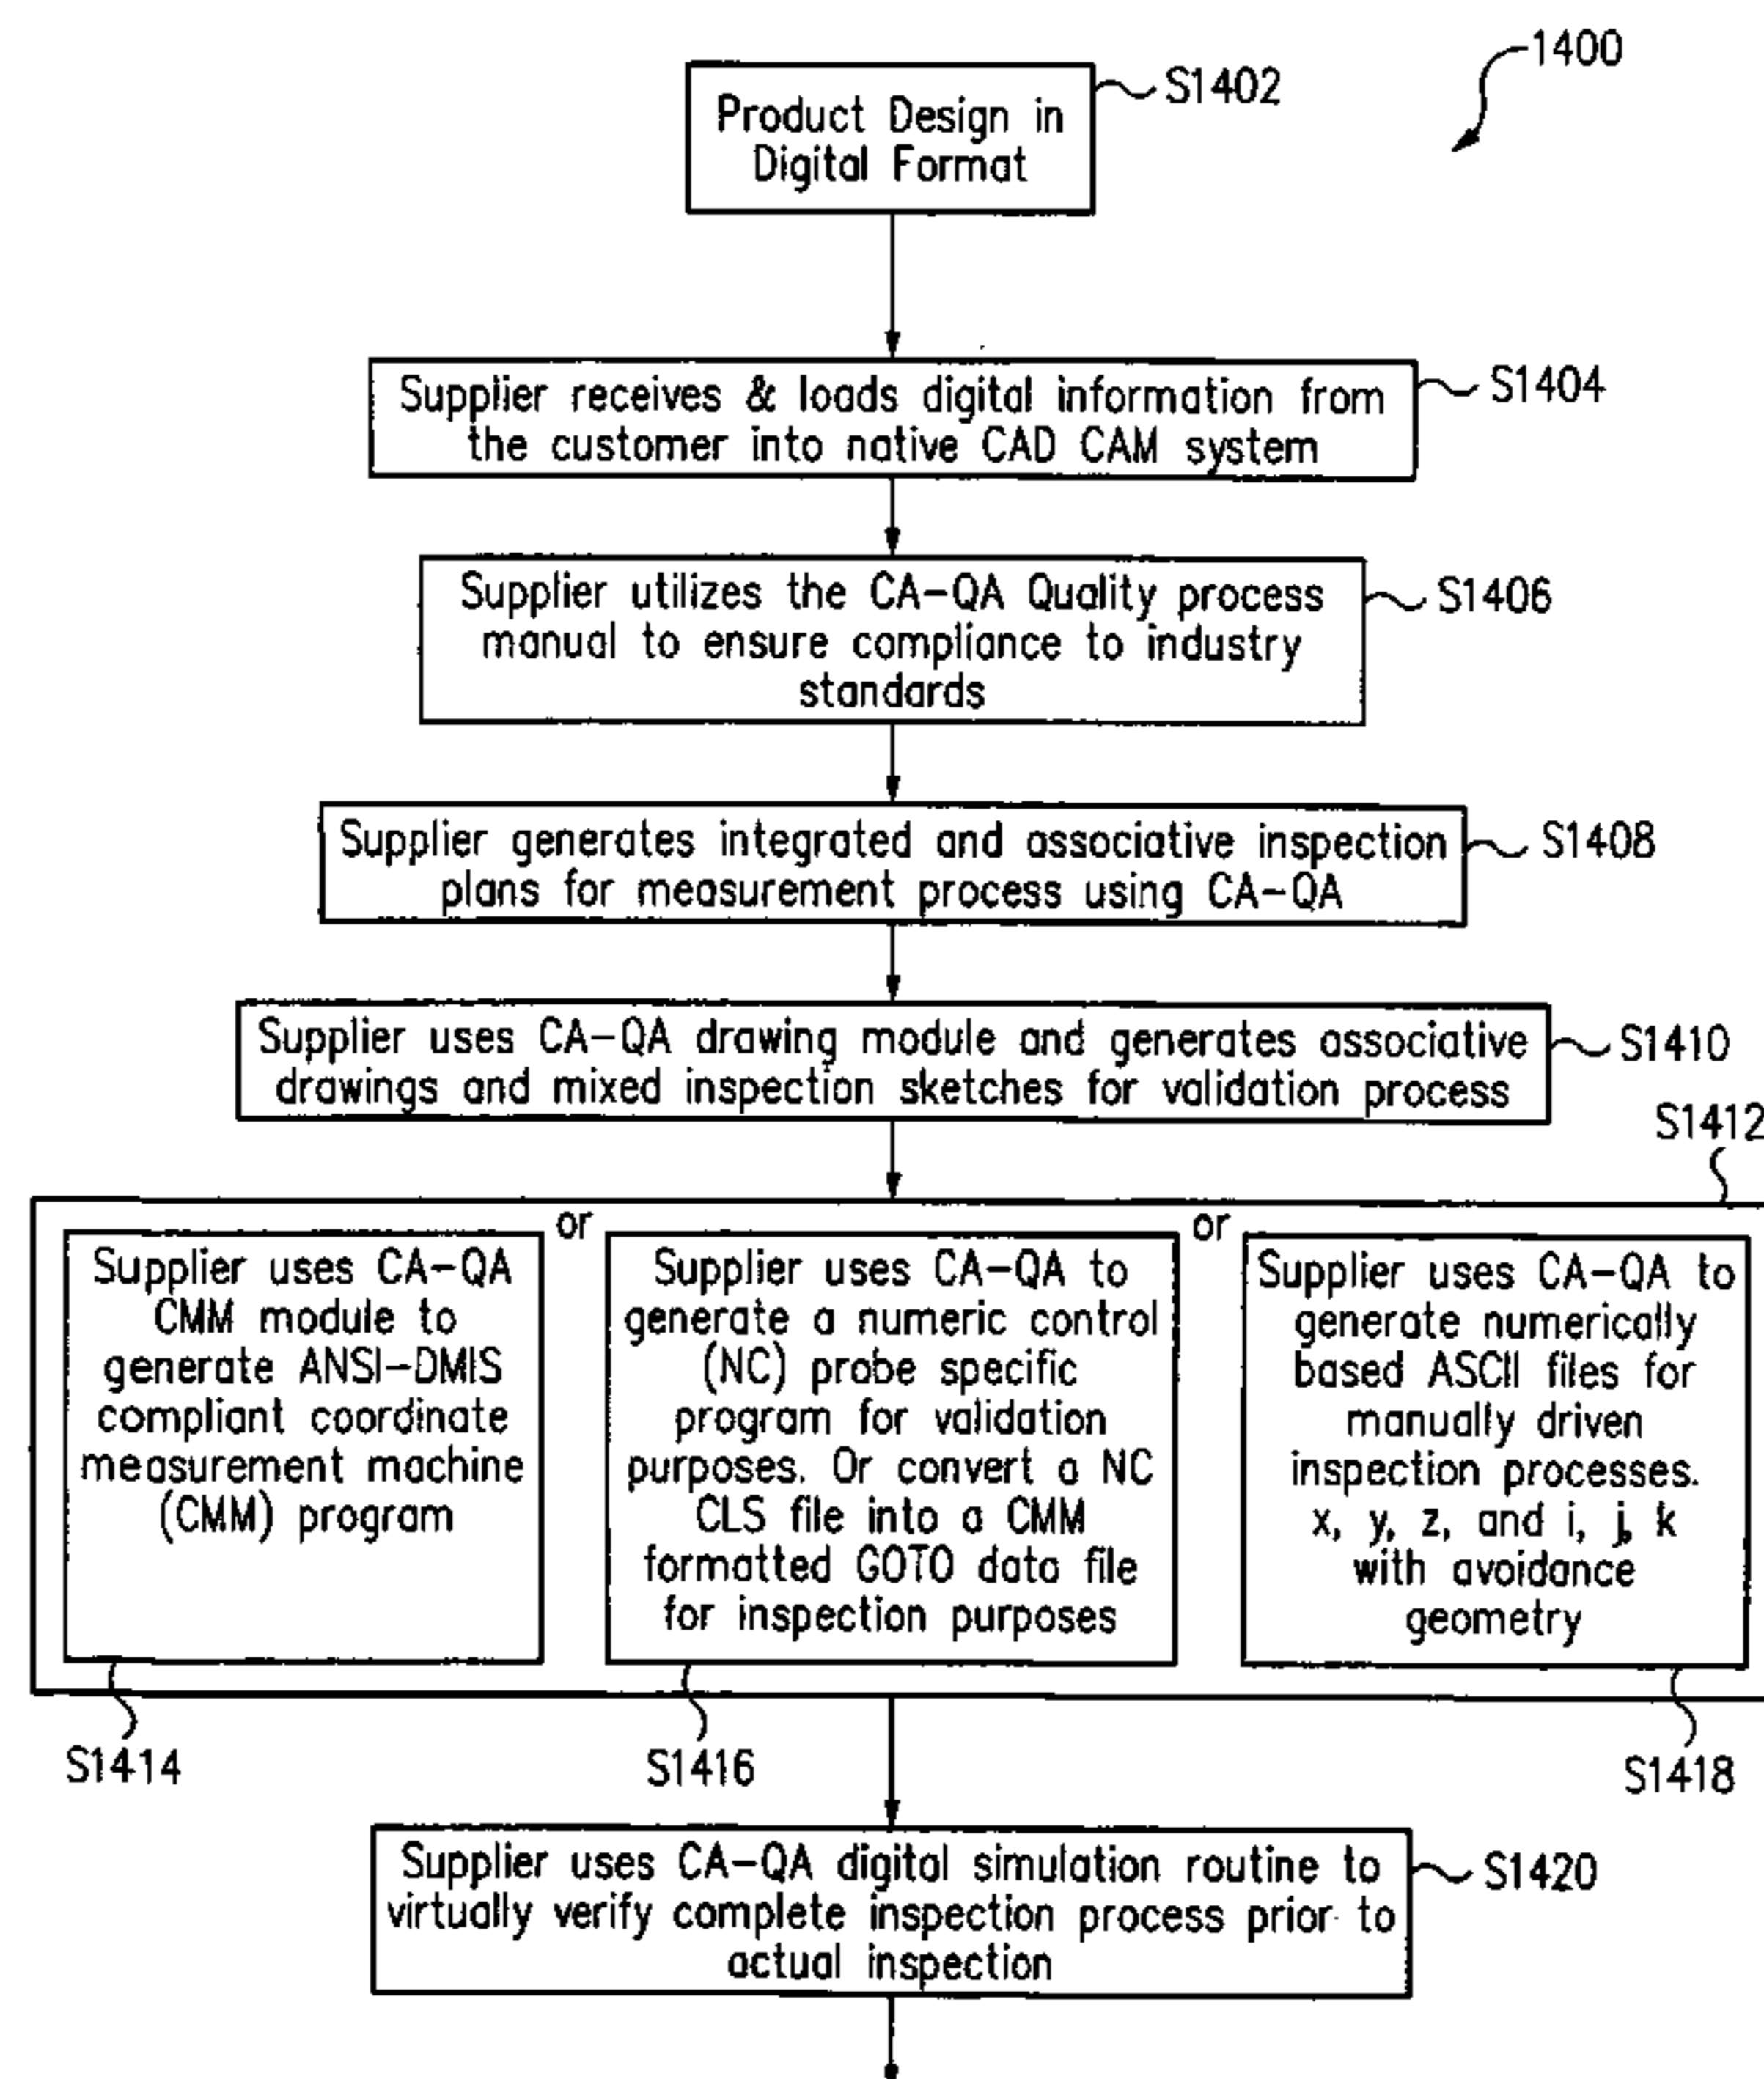 1400
S1402
Product Design in
Digital Format
S1404
Supplier receives & loads digital information from
the customer into native CAD CAM system
S1406
Supplier utilizes the CA-QA Quality process
manual to ensure compliance to industry
standards
S1408
Supplier generates integrated and associative inspection
plans for measurement process using CA-QA
S1410
Supplier uses CA-QA drawing module and generates associative
drawings and mixed inspection sketches for validation process
S1412
or
or
Supplier uses CA-QA
CMM module to
generate ANSI-DMIS
compliant coordinate
measurement machine
(CMM) program
Supplier uses CA-QA to
generate a numeric control
(NC) probe specific
program for validation
purposes. Or convert a NC
CLS file into a CMM
formatted GOTO data file
for inspection purposes
Supplier uses CA-QA to
generate numerically
based ASCII files for
manually driven
inspection processes.
x, y, z, and i, j, k
with avoidance
geometry
S1414
S1416
S1418
S1420
Supplier uses CA-QA digital simulation routine to
virtually verify complete inspection process prior to
actual inspection